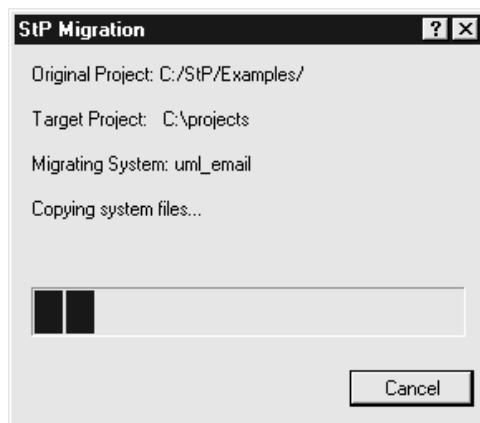 StP Migration
Original Project: C:/StP/Examples/
Target Project: C:\projects
Migrating System: uml_email
Copying system files...
Cancel